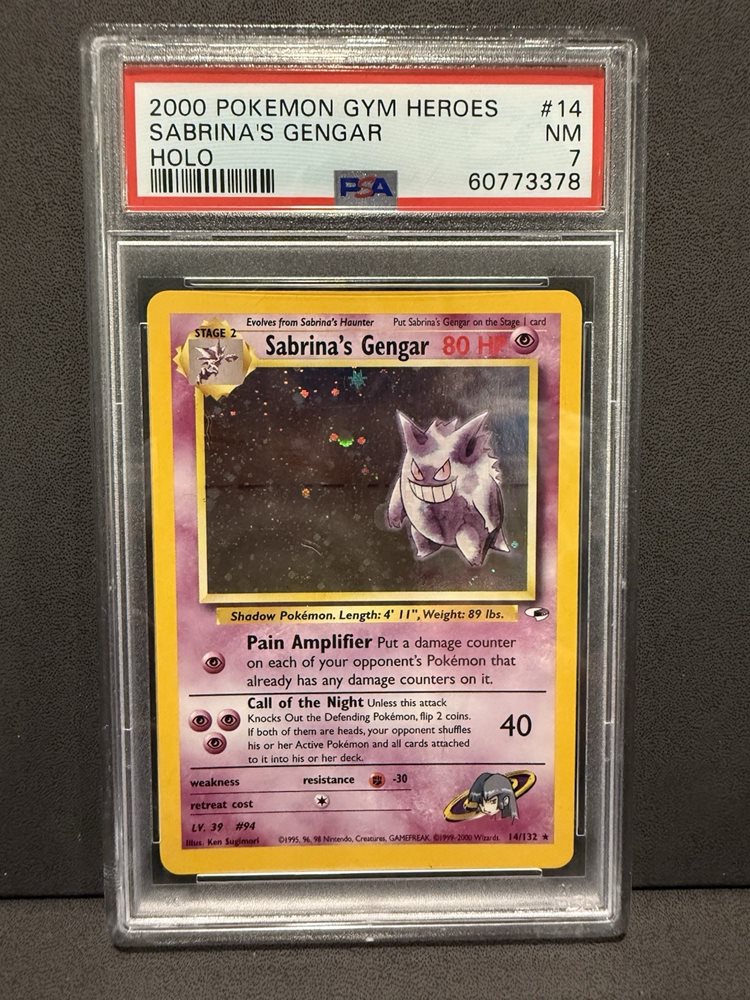 2000 POKEMON GYM HEROES #14
SABRINA'S GENGAR NM
HOLO 7
PSA 60773378
Evolves from Sabrina's Haunter Put Sabrina's Gengar on the Stage 1 card
STAGE 2
Sabrina's Gengar 80 HP
Shadow Pokémon. Length: 4' 11", Weight: 89 lbs.
Pain Amplifier Put a damage counter
on each of your opponent's Pokémon that
already has any damage counters on it.
Call of the Night Unless this attack
Knocks Out the Defending Pokémon, flip 2 coins.
If both of them are heads, your opponent shuffles
his or her Active Pokémon and all cards attached
to it into his or her deck.
40
weakness resistance -30
retreat cost
LV. 39 #94
Illus. Ken Sugimori ©1995, 96, 98 Nintendo, Creatures, GAMEFREAK. ©1999-2000 Wizards. 14/132 ★